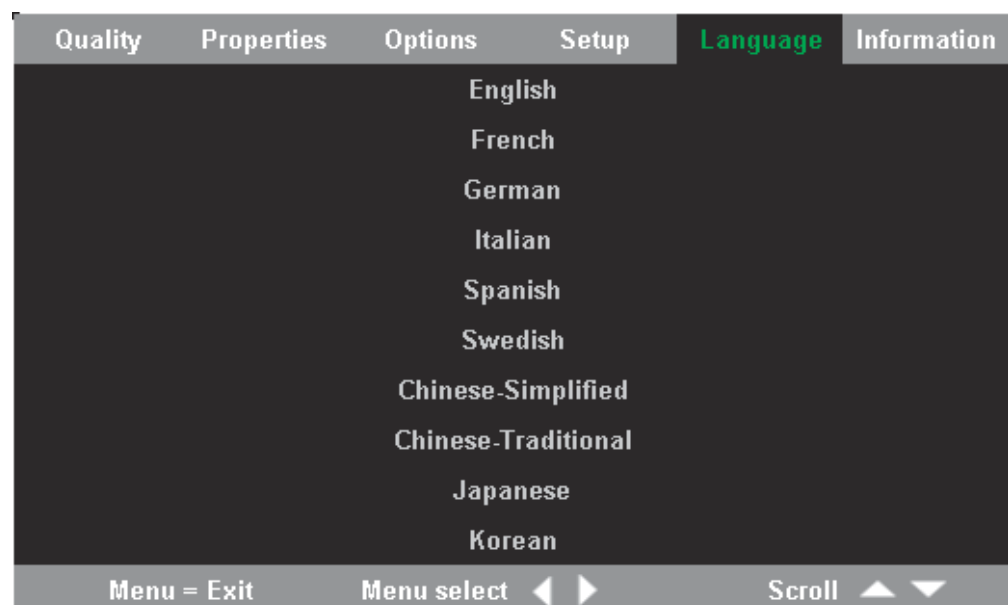 Quality Properties Options Setup Language Information
English
French
German
Italian
Spanish
Swedish
Chinese-Simplified
Chinese-Traditional
Japanese
Korean
Menu = Exit Menu select Scroll